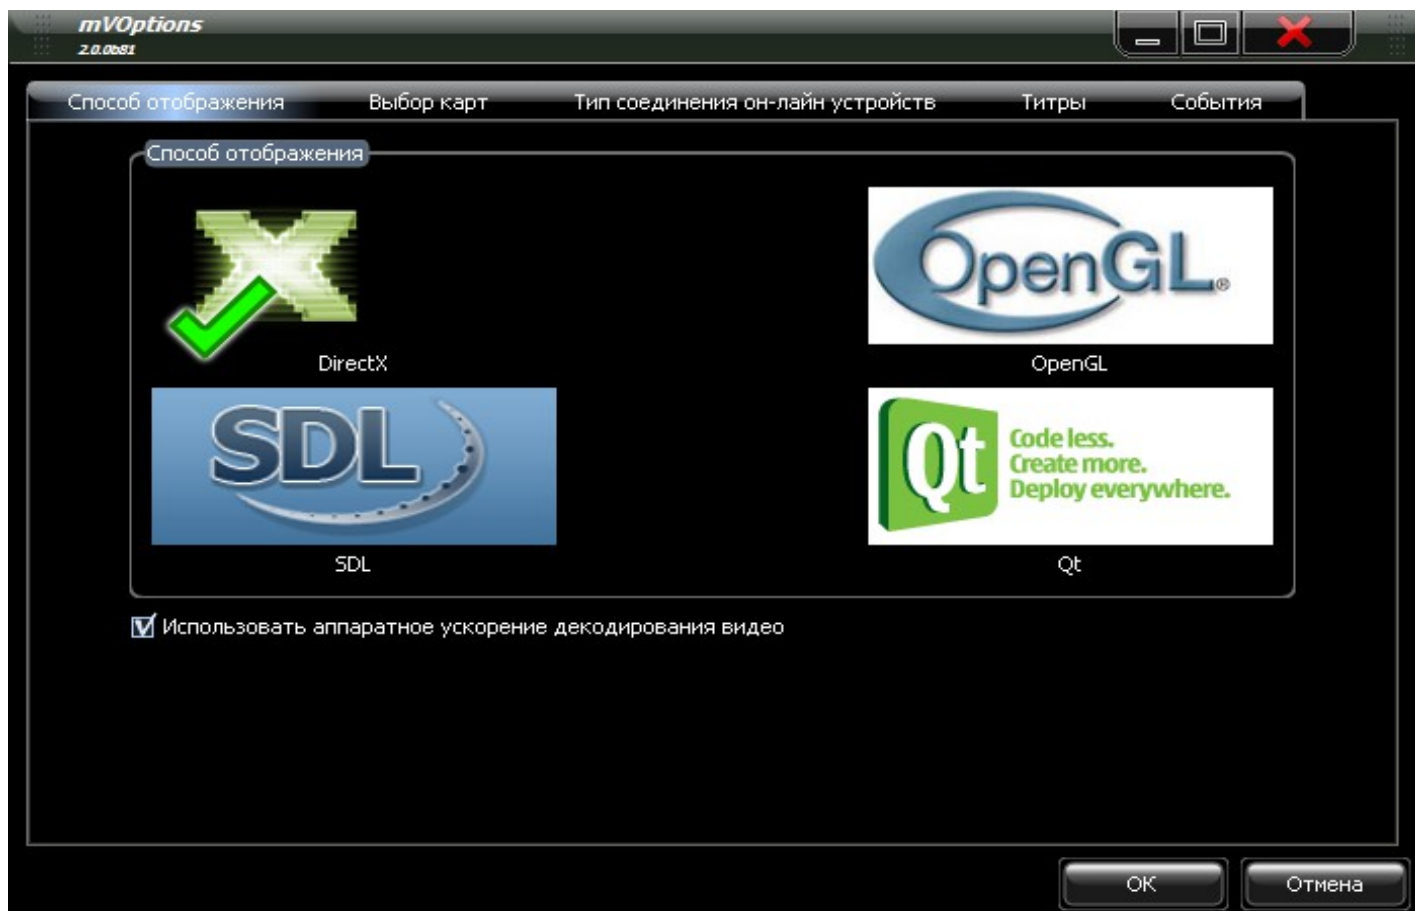 mVOptions
2.0.0b81
Способ отображения Выбор карт Тип соединения он-лайн устройств Титры События
Способ отображения
OpenGL®
DirectX OpenGL
SDL
Qt Code less.
Create more.
Deploy everywhere.
SDL Qt
Использовать аппаратное ускорение декодирования видео
OK Отмена